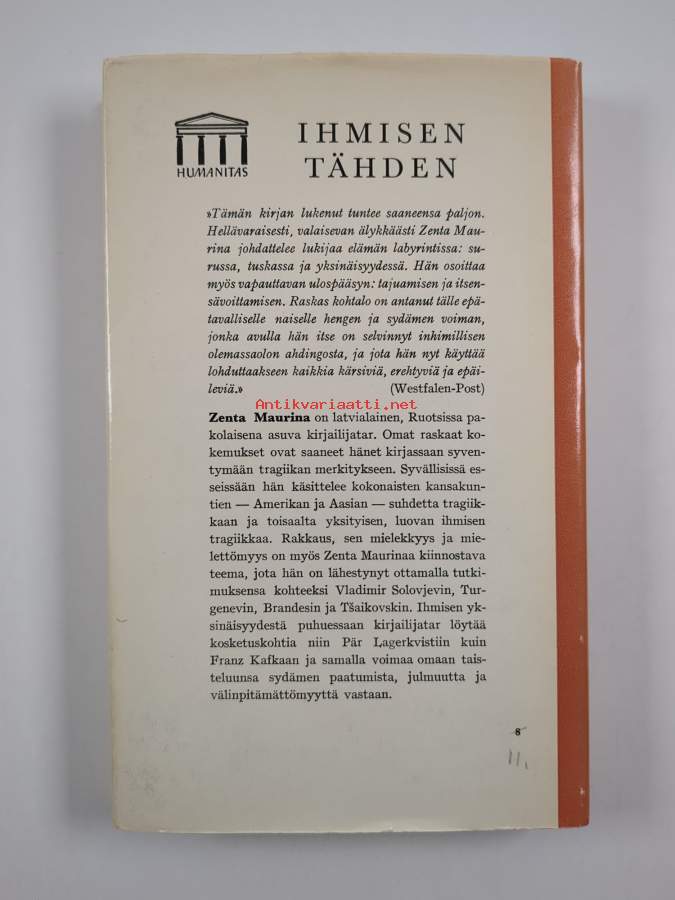 HUMANITAS
IHMISEN
TÄHDEN
»Tämän kirjan lukenut tuntee saaneensa paljon.
Hellävaraisesti, valaisevan älykkäästi Zenta Mau-
rina johdattelee lukijaa elämän labyrintissa: su-
russa, tuskassa ja yksinäisyydessä. Hän osoittaa
myös vapauttavan ulospääsyn: tajuamisen ja itsen-
sävoittamisen. Raskas kohtalo on antanut tälle epä-
tavalliselle naiselle hengen ja sydämen voiman,
jonka avulla hän itse on selvinnyt inhimillisen
olemassaolon ahdingosta, ja jota hän nyt käyttää
lohduttaakseen kaikkia kärsiviä, erehtyviä ja epäi-
leviä.» (Westfalen-Post)
Antikvariaatti.net
Zenta Maurina on latvialainen, Ruotsissa pa-
kolaisena asuva kirjailijatar. Omat raskaat ko-
kemukset ovat saaneet hänet kirjassaan syven-
tymään tragiikan merkitykseen. Syvällisissä es-
seissään hän käsittelee kokonaisten kansakun-
tien — Amerikan ja Aasian — suhdetta tragiik-
kaan ja toisaalta yksityisen, luovan ihmisen
tragiikkaa. Rakkaus, sen mielekkyys ja mie-
lettömyys on myös Zenta Maurinaa kiinnostava
teema, jota hän on lähestynyt ottamalla tutki-
muksensa kohteeksi Vladimir Solovjevin, Tur-
genevin, Brandesin ja Tšaikovskin. Ihmisen yk-
sinäisyydestä puhuessaan kirjailijatar löytää
kosketuskohtia niin Pär Lagerkvistiin kuin
Franz Kafkaan ja samalla voimaa omaan tais-
teluunsa sydämen paatumista, julmuutta ja
välinpitämättömyyttä vastaan.
8
11,